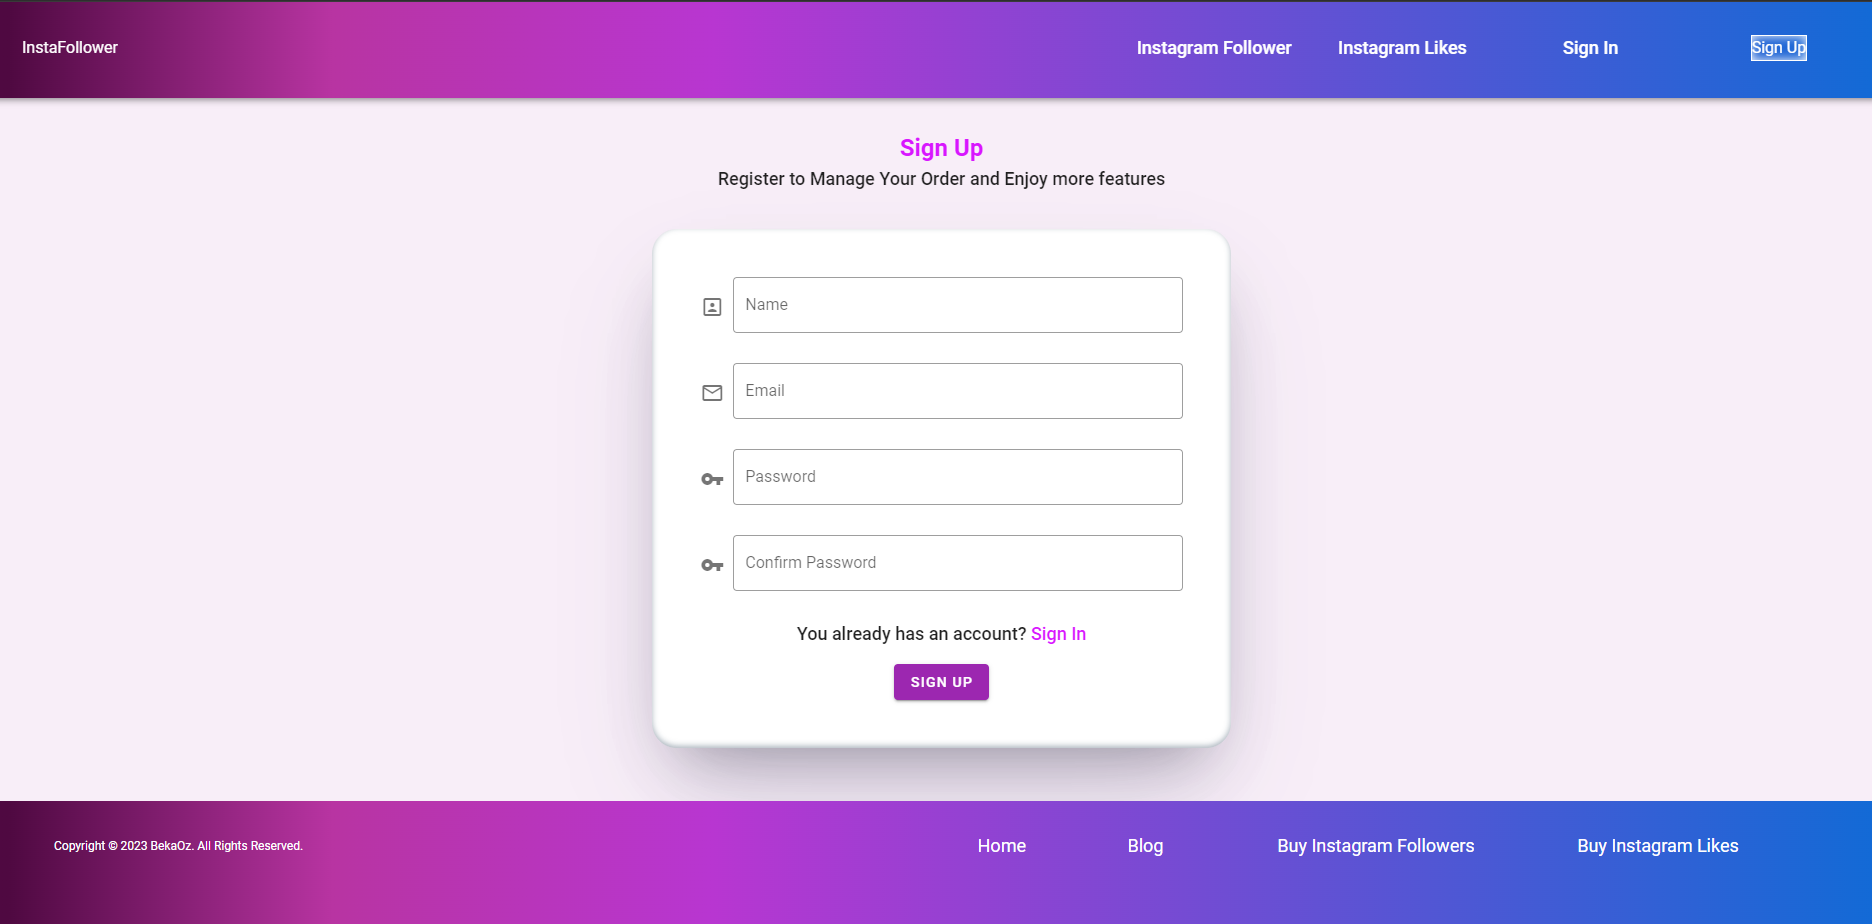 InstaFollower
Instagram Follower
Instagram Likes
Sign In
Sign Up
Sign Up
Register to Manage Your Order and Enjoy more features
Name
Email
Password
Confirm Password
You already has an account? Sign In
SIGN UP
Copyright © 2023 BekaOz. All Rights Reserved.
Home
Blog
Buy Instagram Followers
Buy Instagram Likes